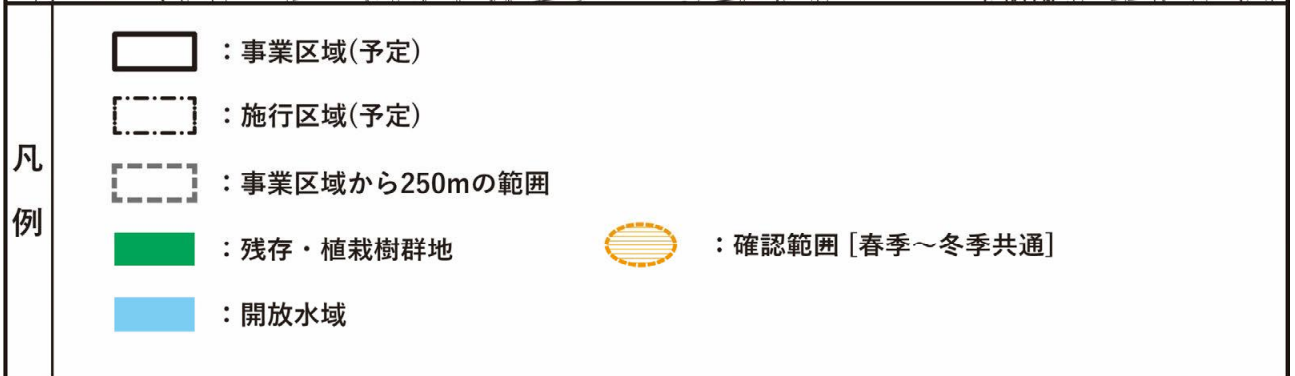 凡例
：事業区域(予定)
：施行区域(予定)
：事業区域から250mの範囲
：残存・植栽樹群地
：確認範囲 [春季～冬季共通]
：開放水域